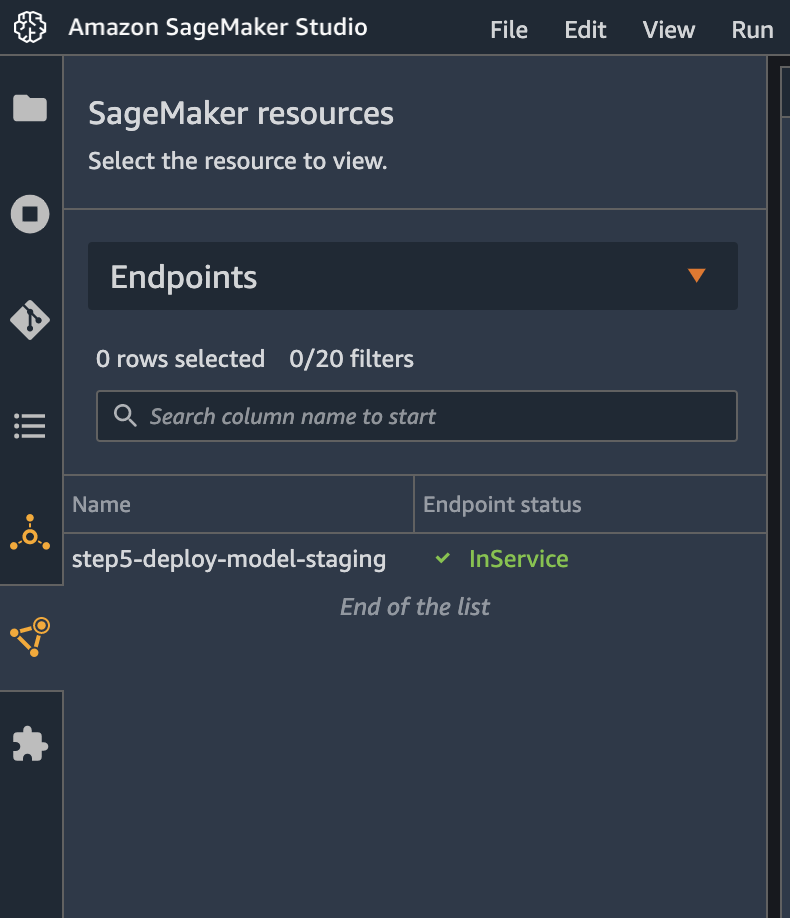 Amazon SageMaker Studio File Edit View Run
SageMaker resources
Select the resource to view.
Endpoints
0 rows selected 0/20 filters
Search column name to start
Name Endpoint status
step5-deploy-model-staging InService
End of the list